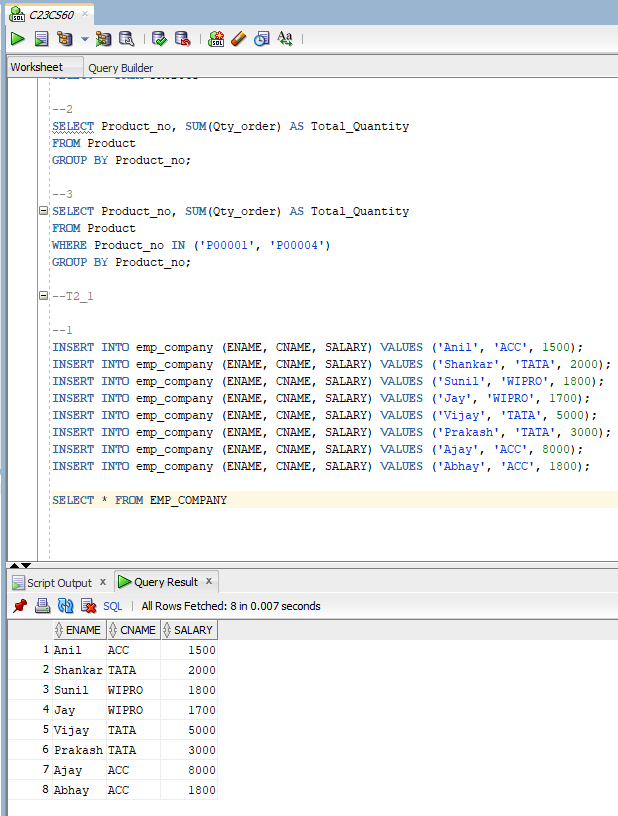 C23CS60
Worksheet Query Builder
--2
SELECT Product_no, SUM(Qty_order) AS Total_Quantity
FROM Product
GROUP BY Product_no;
--3
SELECT Product_no, SUM(Qty_order) AS Total_Quantity
FROM Product
WHERE Product_no IN ('P00001', 'P00004')
GROUP BY Product_no;
--T2_1
--1
INSERT INTO emp_company (ENAME, CNAME, SALARY) VALUES ('Anil', 'ACC', 1500);
INSERT INTO emp_company (ENAME, CNAME, SALARY) VALUES ('Shankar', 'TATA', 2000);
INSERT INTO emp_company (ENAME, CNAME, SALARY) VALUES ('Sunil', 'WIPRO', 1800);
INSERT INTO emp_company (ENAME, CNAME, SALARY) VALUES ('Jay', 'WIPRO', 1700);
INSERT INTO emp_company (ENAME, CNAME, SALARY) VALUES ('Vijay', 'TATA', 5000);
INSERT INTO emp_company (ENAME, CNAME, SALARY) VALUES ('Prakash', 'TATA', 3000);
INSERT INTO emp_company (ENAME, CNAME, SALARY) VALUES ('Ajay', 'ACC', 8000);
INSERT INTO emp_company (ENAME, CNAME, SALARY) VALUES ('Abhay', 'ACC', 1800);
SELECT * FROM EMP_COMPANY
Script Output x Query Result x
SQL | All Rows Fetched: 8 in 0.007 seconds
ENAME CNAME SALARY
1 Anil ACC 1500
2 Shankar TATA 2000
3 Sunil WIPRO 1800
4 Jay WIPRO 1700
5 Vijay TATA 5000
6 Prakash TATA 3000
7 Ajay ACC 8000
8 Abhay ACC 1800